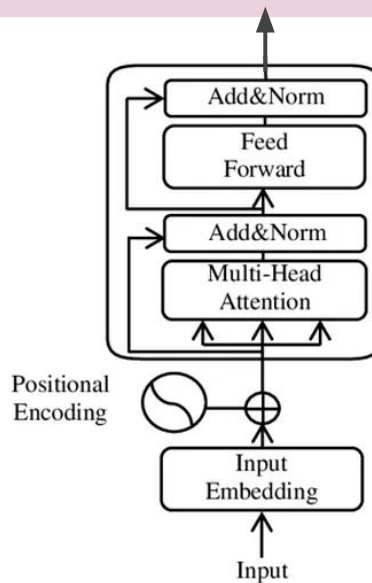 Add&Norm
Feed
Forward
Add&Norm
Multi-Head
Attention
Positional
Encoding
Input
Embedding
Input